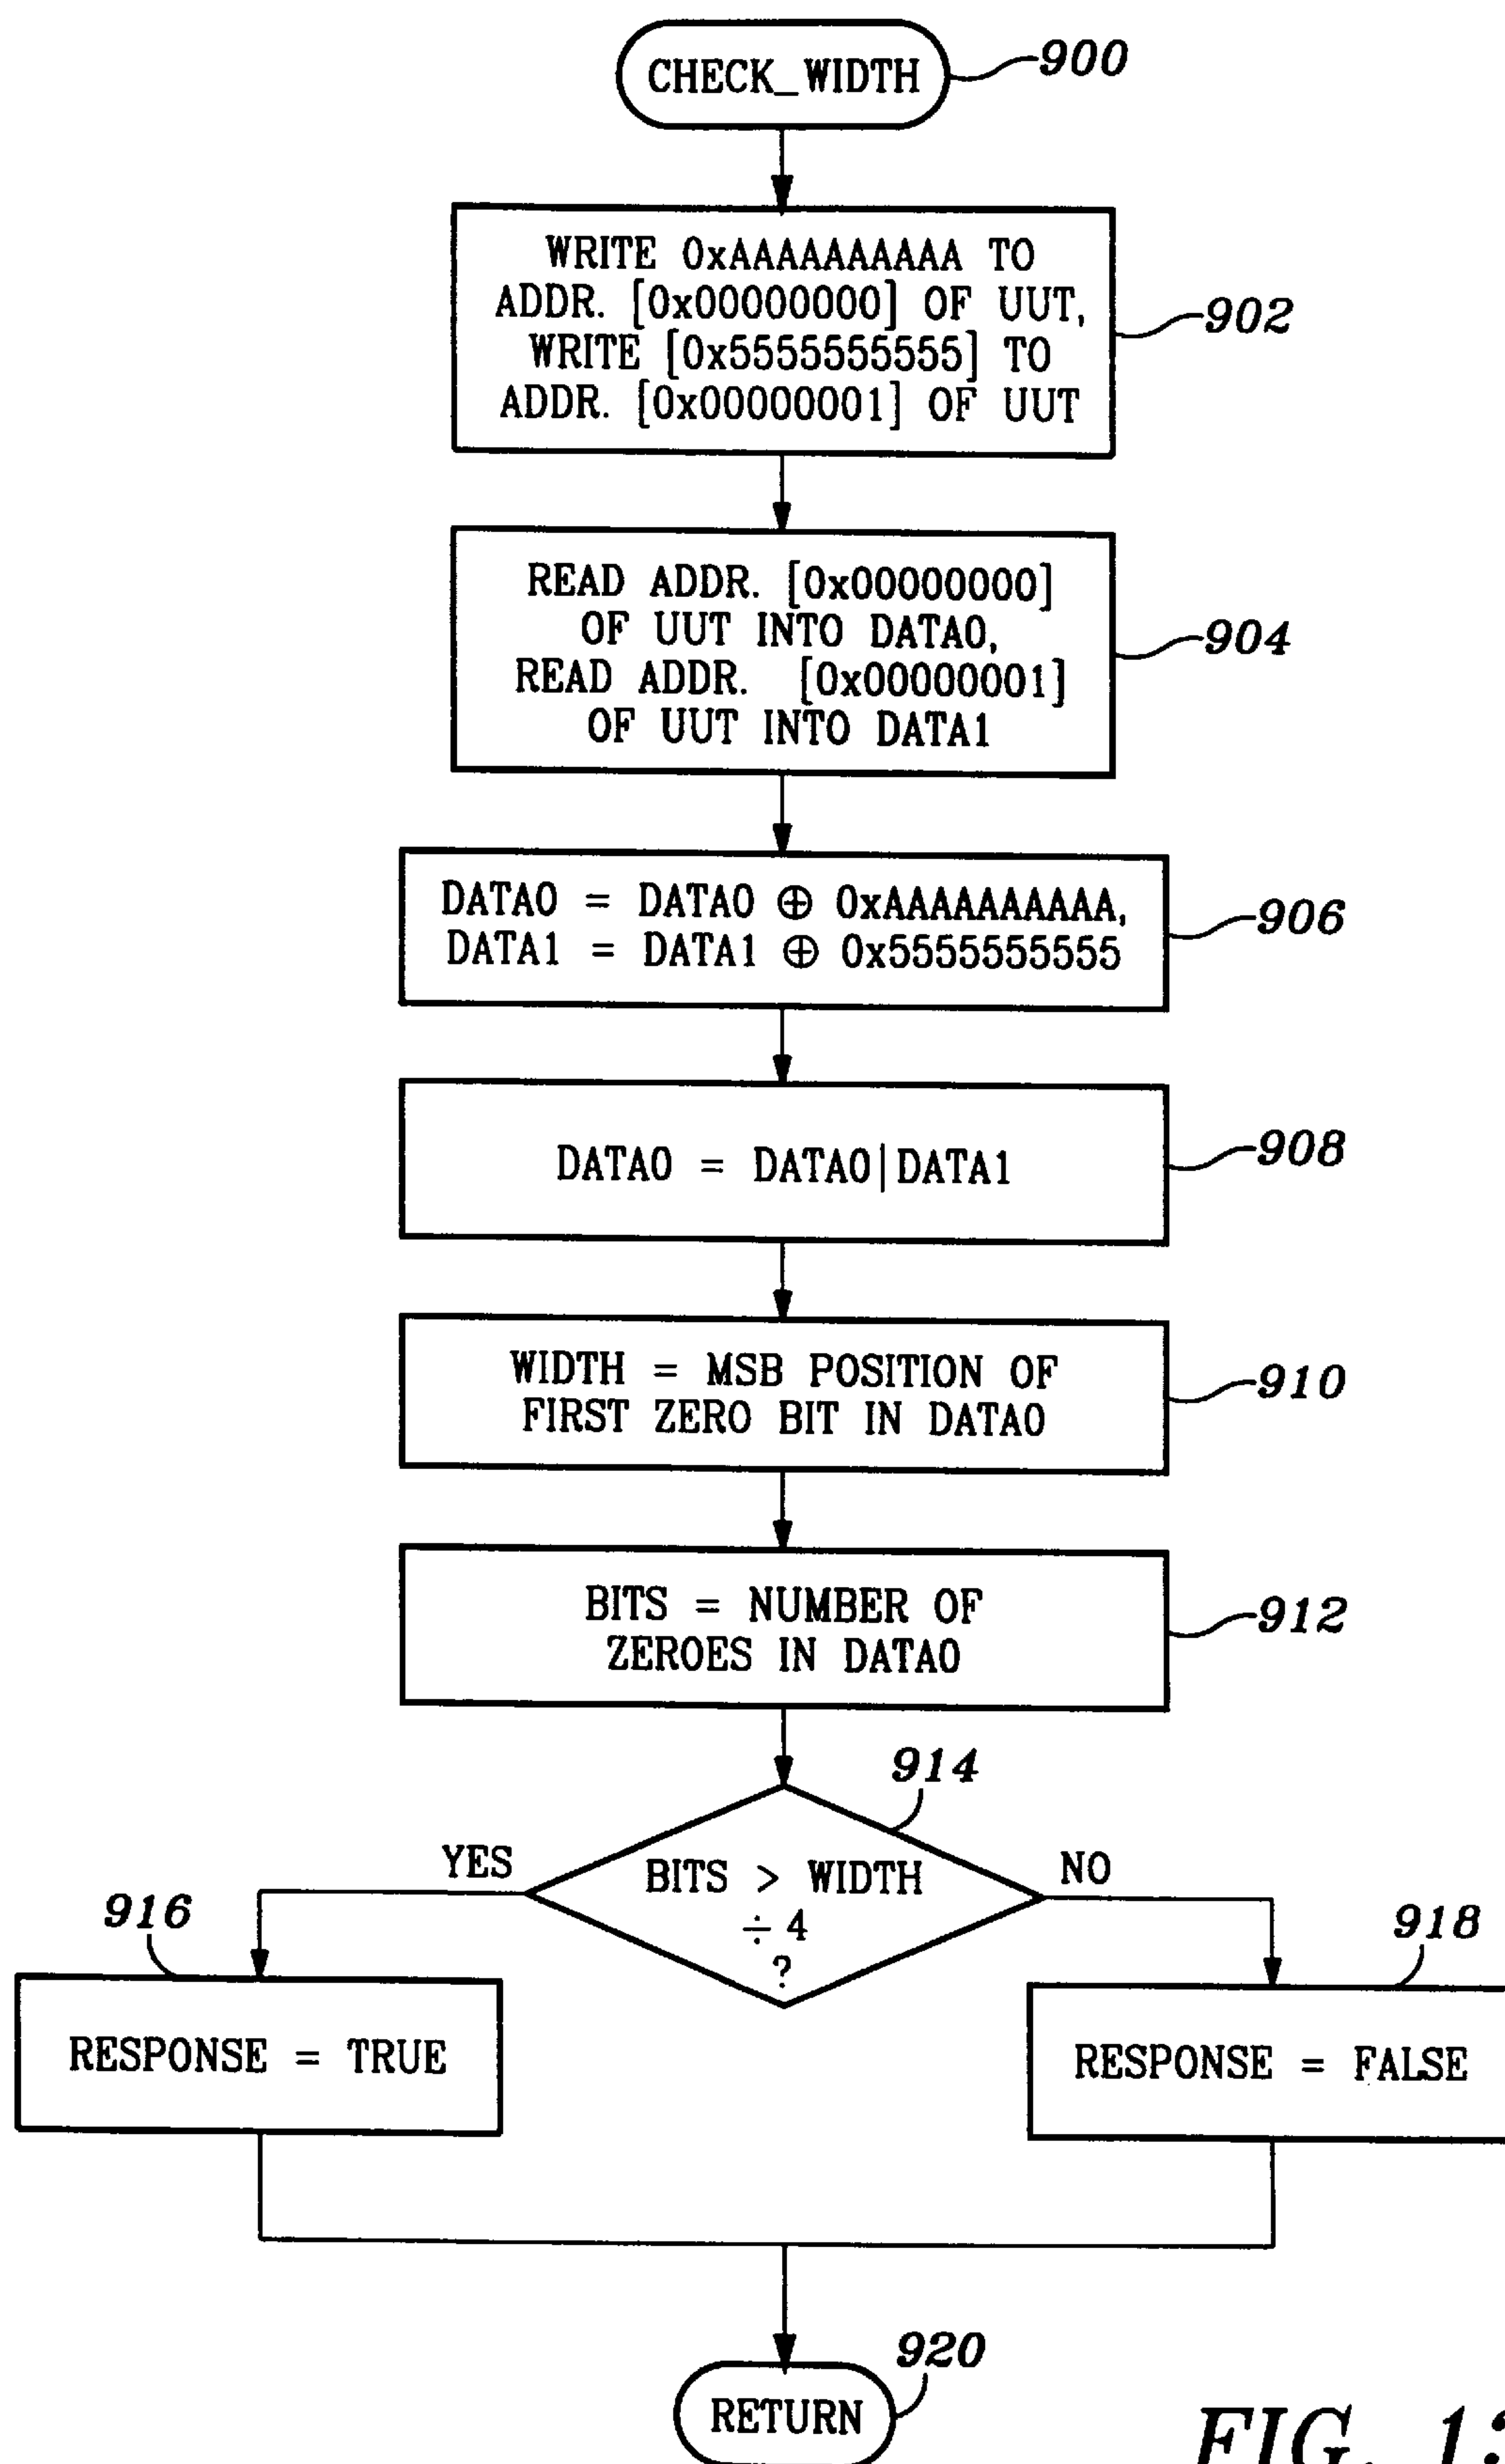 CHECK_WIDTH
900
WRITE 0xAAAAAAAAAA TO
ADDR. [0x00000000] OF UUT,
WRITE [0x5555555555] TO
ADDR. [0x00000001] OF UUT
902
READ ADDR. [0x00000000]
OF UUT INTO DATA0,
READ ADDR. [0x00000001]
OF UUT INTO DATA1
904
DATA0 = DATA0 ⊕ 0xAAAAAAAAAA,
DATA1 = DATA1 ⊕ 0x5555555555
906
DATA0 = DATA0|DATA1
908
WIDTH = MSB POSITION OF
FIRST ZERO BIT IN DATA0
910
BITS = NUMBER OF
ZEROES IN DATA0
912
914
BITS > WIDTH
÷ 4
?
YES
NO
916
RESPONSE = TRUE
918
RESPONSE = FALSE
920
RETURN
FIG.